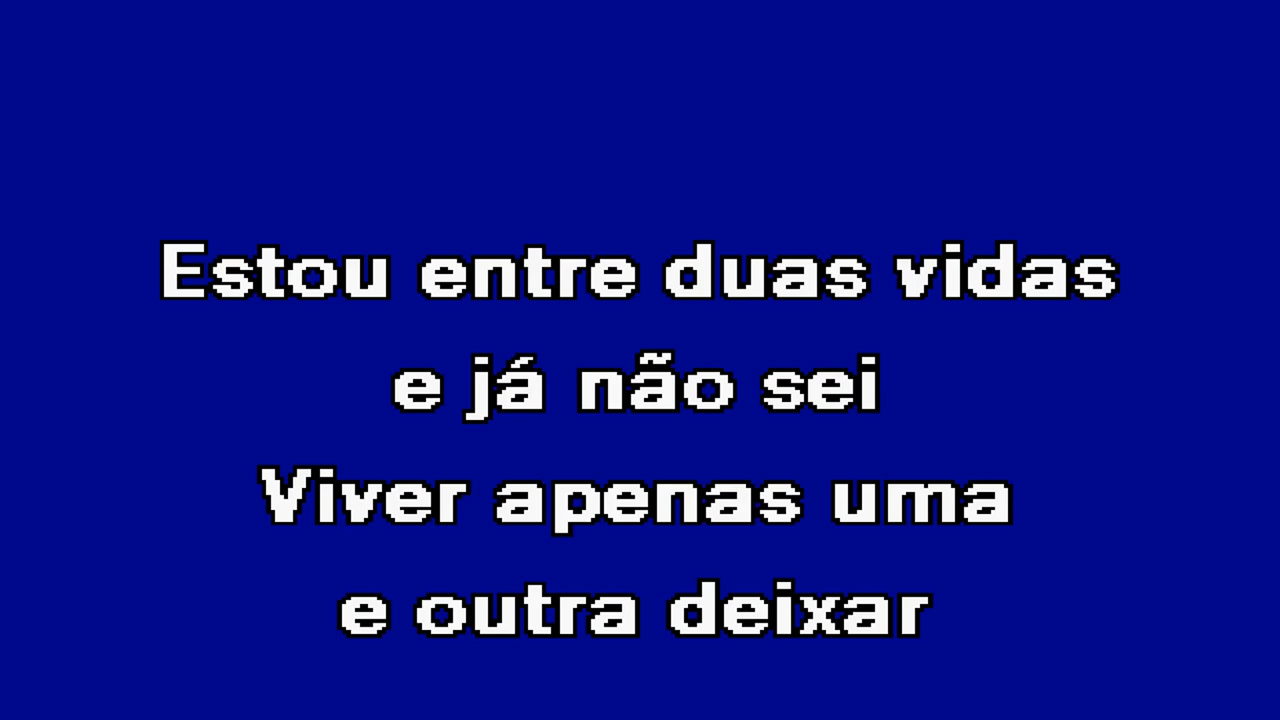 Estou entre duas vidas
e já não sei
Viver apenas uma
e outra deixar